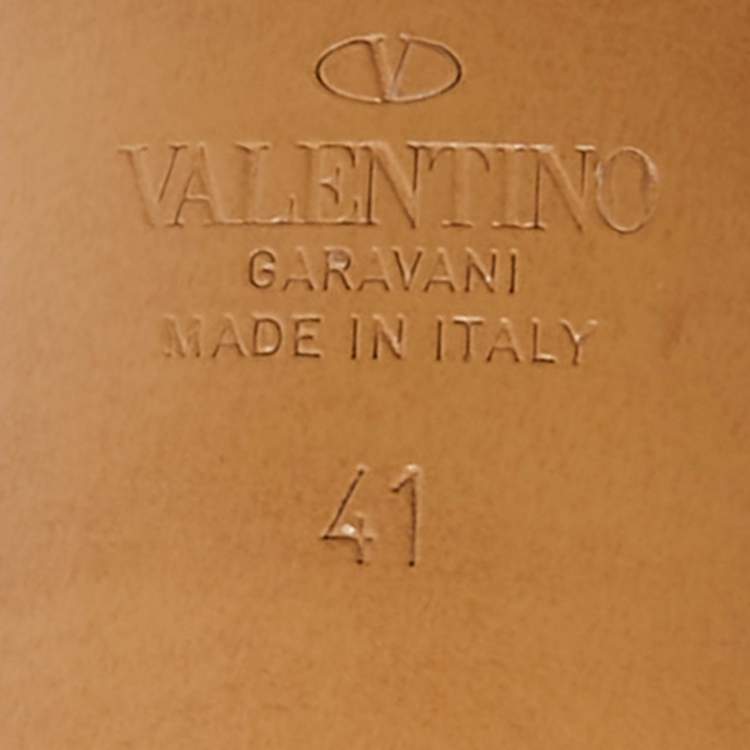 V
VALENTINO
GARAVANI
MADE IN ITALY
41